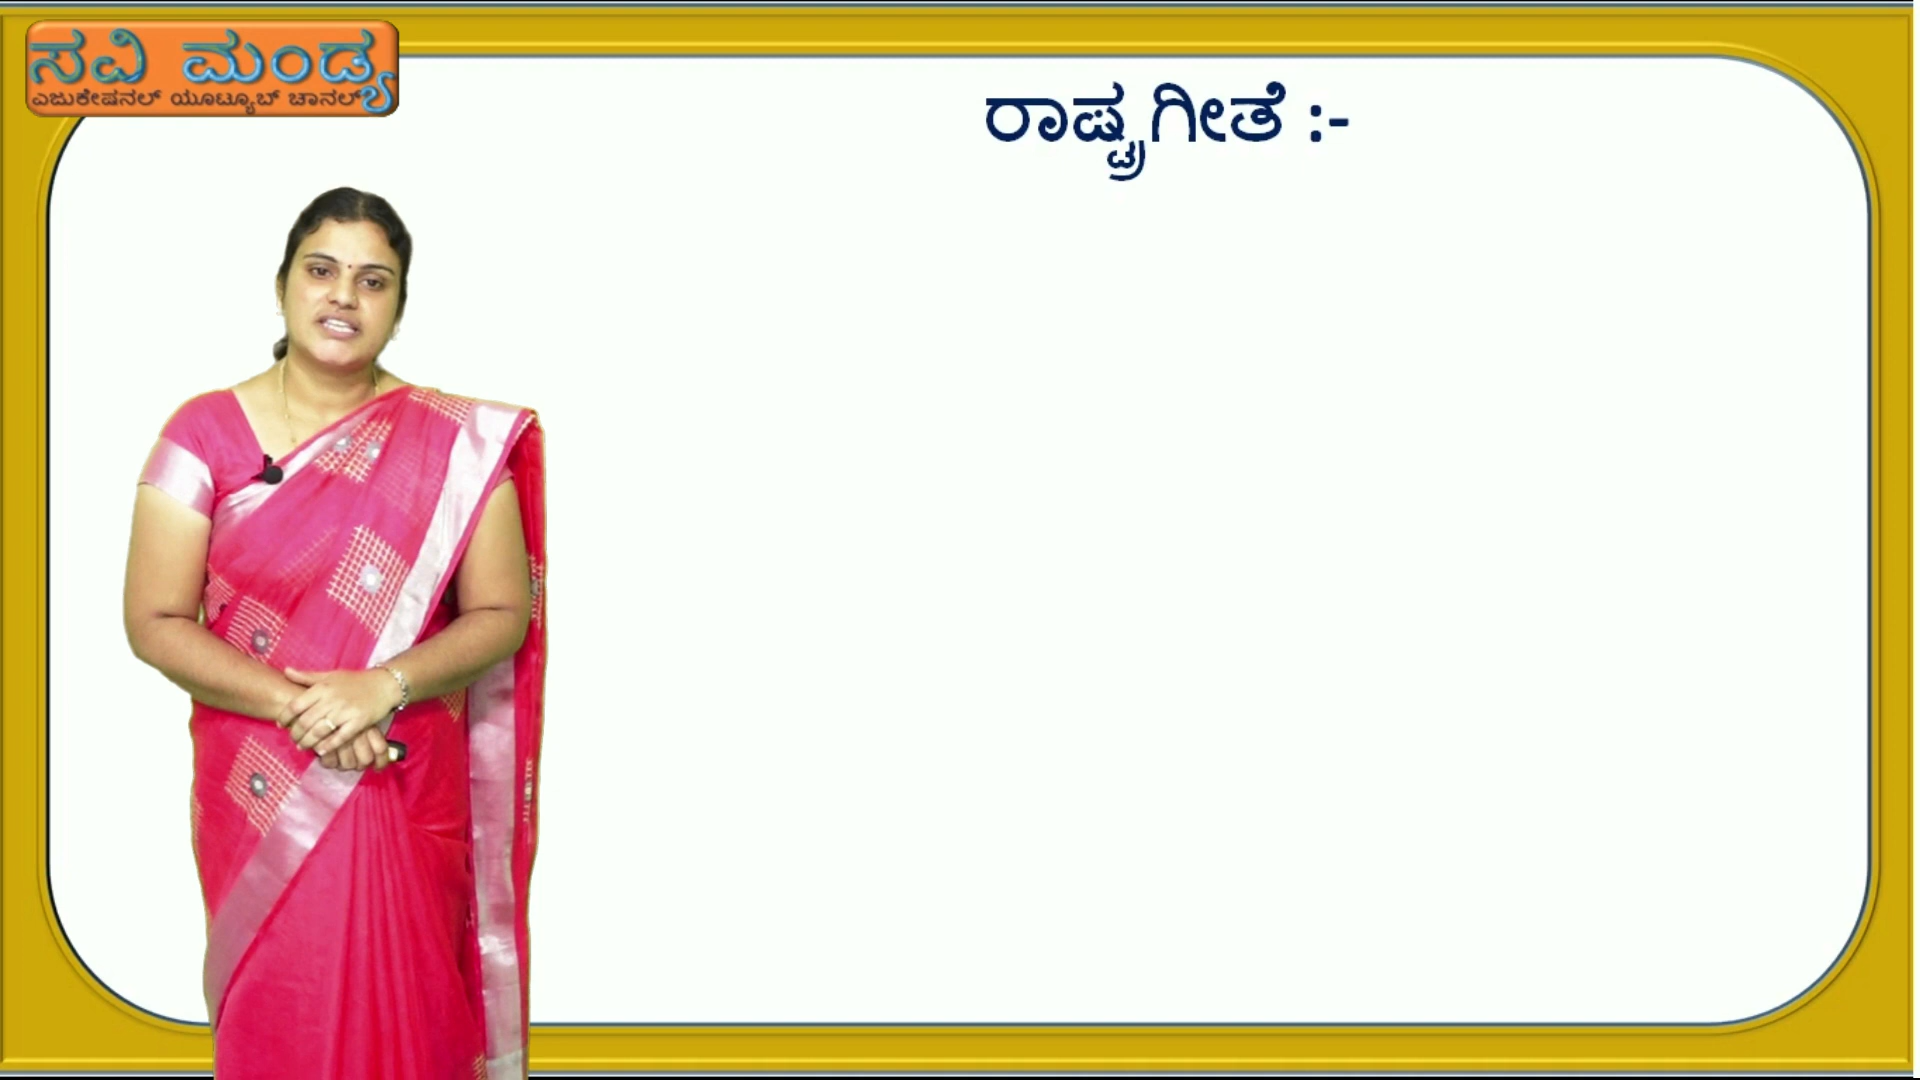 ಸವಿ ಮಂಡ್ಯ
ಎಜುಕೇಷನಲ್ ಯೂಟ್ಯೂಬ್ ಚಾನಲ್
ರಾಷ್ಟ್ರಗೀತೆ :-